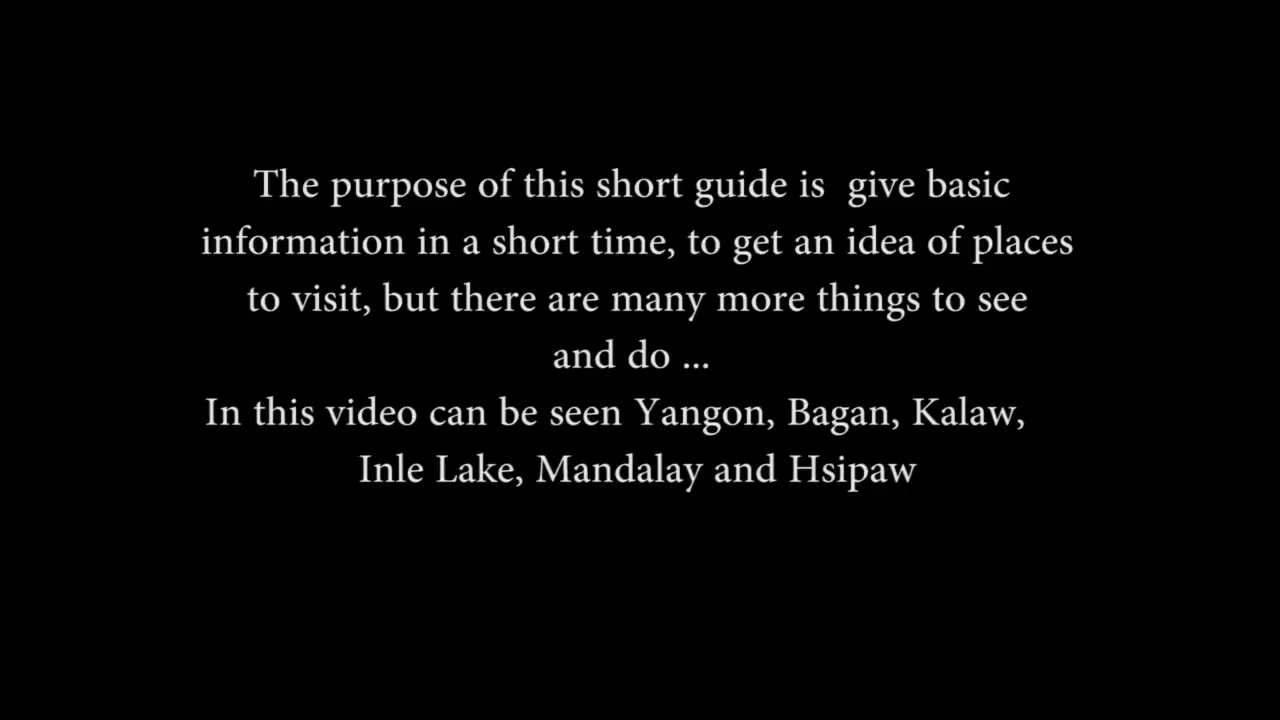 The purpose of this short guide is  give basic
information in a short time, to get an idea of places
to visit, but there are many more things to see
and do ...
In this video can be seen Yangon, Bagan, Kalaw,
Inle Lake, Mandalay and Hsipaw